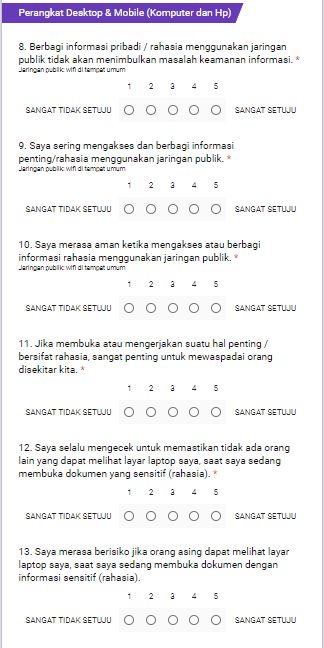 Perangkat Desktop & Mobile (Komputer dan Hp)
8. Berbagi informasi pribadi / rahasia menggunakan jaringan
publik tidak akan menimbulkan masalah keamanan informasi. *
Jaringan publik: wifi di tempat umum
1 2 3 4 5
SANGAT TIDAK SETUJU SANGAT SETUJU
9. Saya sering mengakses dan berbagi informasi
penting/rahasia menggunakan jaringan publik. *
Jaringan publik: wifi di tempat umum
1 2 3 4 5
SANGAT TIDAK SETUJU SANGAT SETUJU
10. Saya merasa aman ketika mengakses atau berbagi
informasi rahasia menggunakan jaringan publik. *
Jaringan publik: wifi di tempat umum
1 2 3 4 5
SANGAT TIDAK SETUJU SANGAT SETUJU
11. Jika membuka atau mengerjakan suatu hal penting /
bersifat rahasia, sangat penting untuk mewaspadai orang
disekitar kita. *
1 2 3 4 5
SANGAT TIDAK SETUJU SANGAT SETUJU
12. Saya selalu mengecek untuk memastikan tidak ada orang
lain yang dapat melihat layar laptop saya, saat saya sedang
membuka dokumen yang sensitif (rahasia). *
1 2 3 4 5
SANGAT TIDAK SETUJU SANGAT SETUJU
13. Saya merasa berisiko jika orang asing dapat melihat layar
laptop saya, saat saya sedang membuka dokumen dengan
informasi sensitif (rahasia).
1 2 3 4 5
SANGAT TIDAK SETUJU SANGAT SETUJU